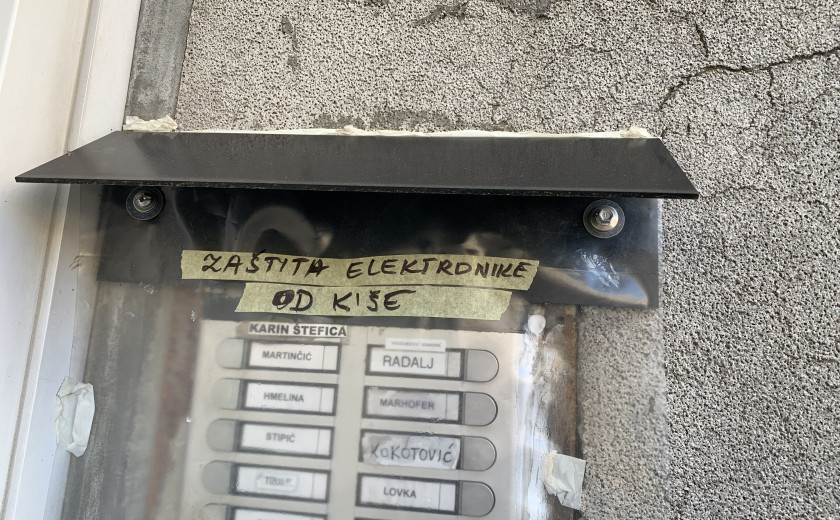 ZAŠTITA ELEKTRONIKE
OD KIŠE
KARIN ŠTEFICA
MARTINČIĆ
RADALJ
HMELINA
MARHOFER
STIPIĆ
KOKOTOVIĆ
LOVKA